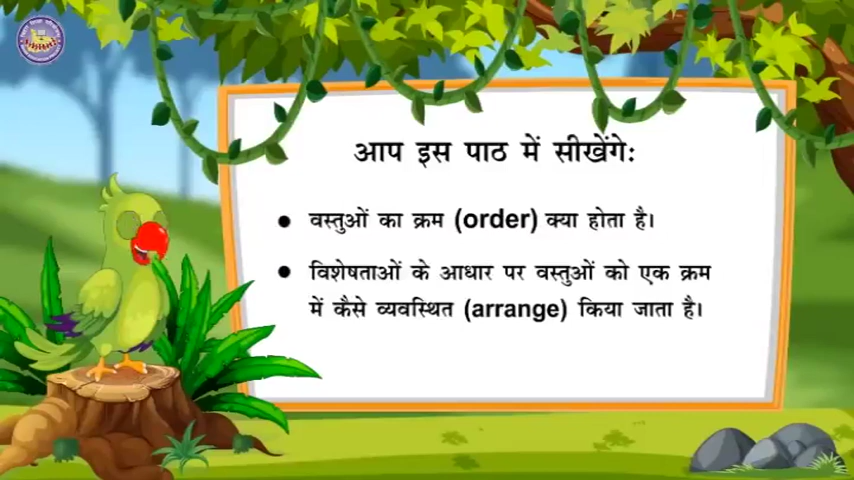 आप इस पाठ में सीखेंगे:
● वस्तुओं का क्रम (order) क्या होता है।
● विशेषताओं के आधार पर वस्तुओं को एक क्रम
में कैसे व्यवस्थित (arrange) किया जाता है।